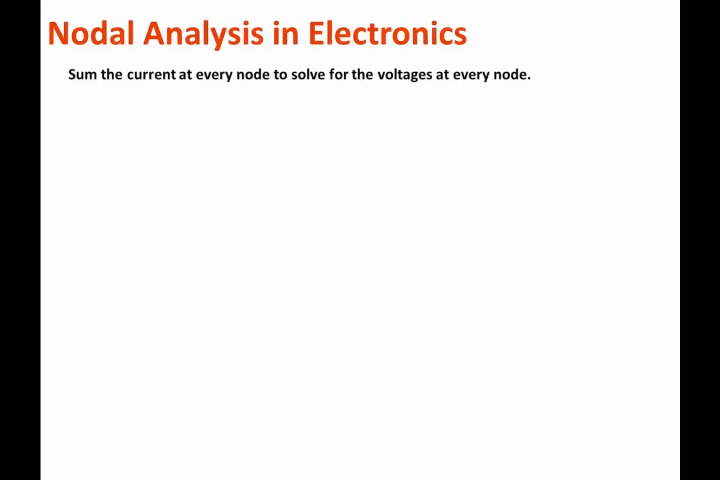 Nodal Analysis in Electronics
Sum the current at every node to solve for the voltages at every node.